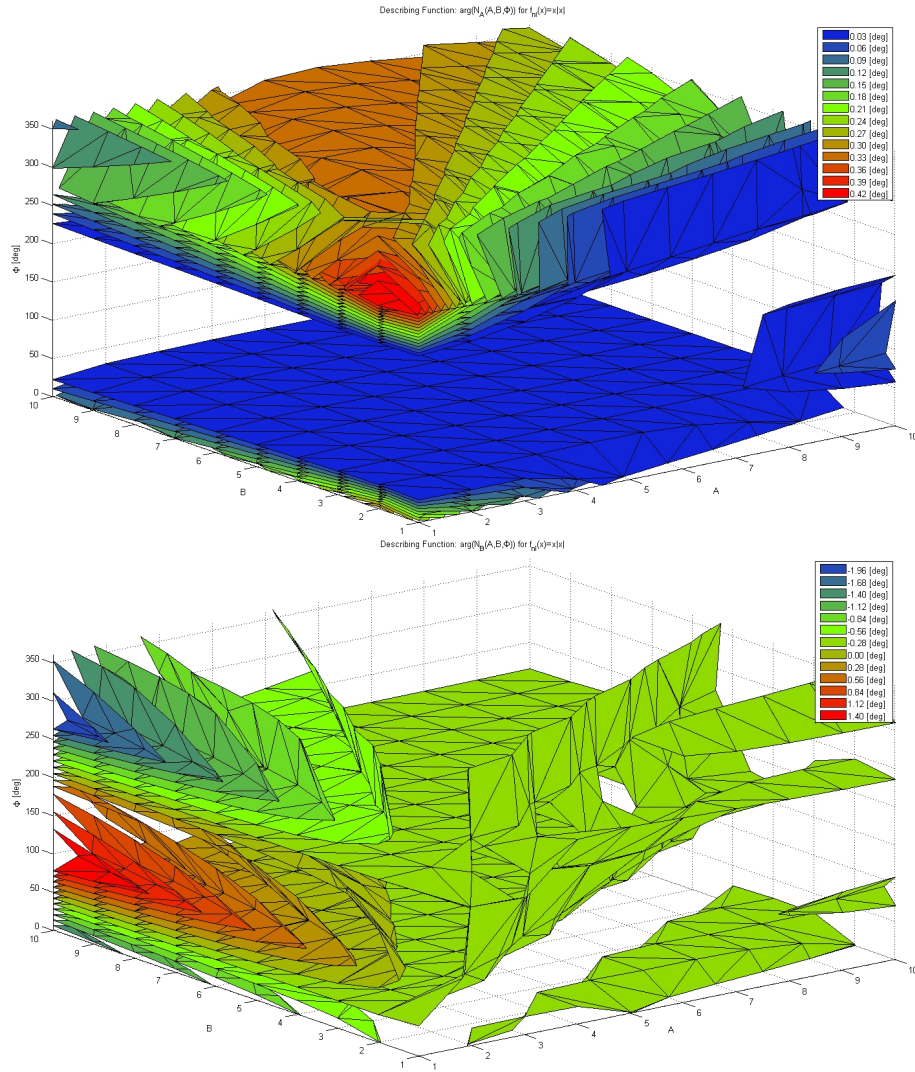 Describing Function: arg(N_A(A,B,Φ)) for f_nl(x)=x|x|
0.03 [deg]
0.06 [deg]
0.09 [deg]
0.12 [deg]
0.15 [deg]
0.18 [deg]
0.21 [deg]
0.24 [deg]
0.27 [deg]
0.30 [deg]
0.33 [deg]
0.36 [deg]
0.39 [deg]
0.42 [deg]
350
300
250
200
150
100
50
0
Φ [deg]
10
9
8
7
6
5
4
3
2
1
B
1
2
3
4
5
6
7
8
9
10
A
Describing Function: arg(N_B(A,B,Φ)) for f_nl(x)=x|x|
-1.96 [deg]
-1.68 [deg]
-1.40 [deg]
-1.12 [deg]
-0.84 [deg]
-0.56 [deg]
-0.28 [deg]
0.00 [deg]
0.28 [deg]
0.56 [deg]
0.84 [deg]
1.12 [deg]
1.40 [deg]
350
300
250
200
150
100
50
0
Φ [deg]
10
9
8
7
6
5
4
3
2
1
B
1
2
3
4
5
6
7
8
9
10
A